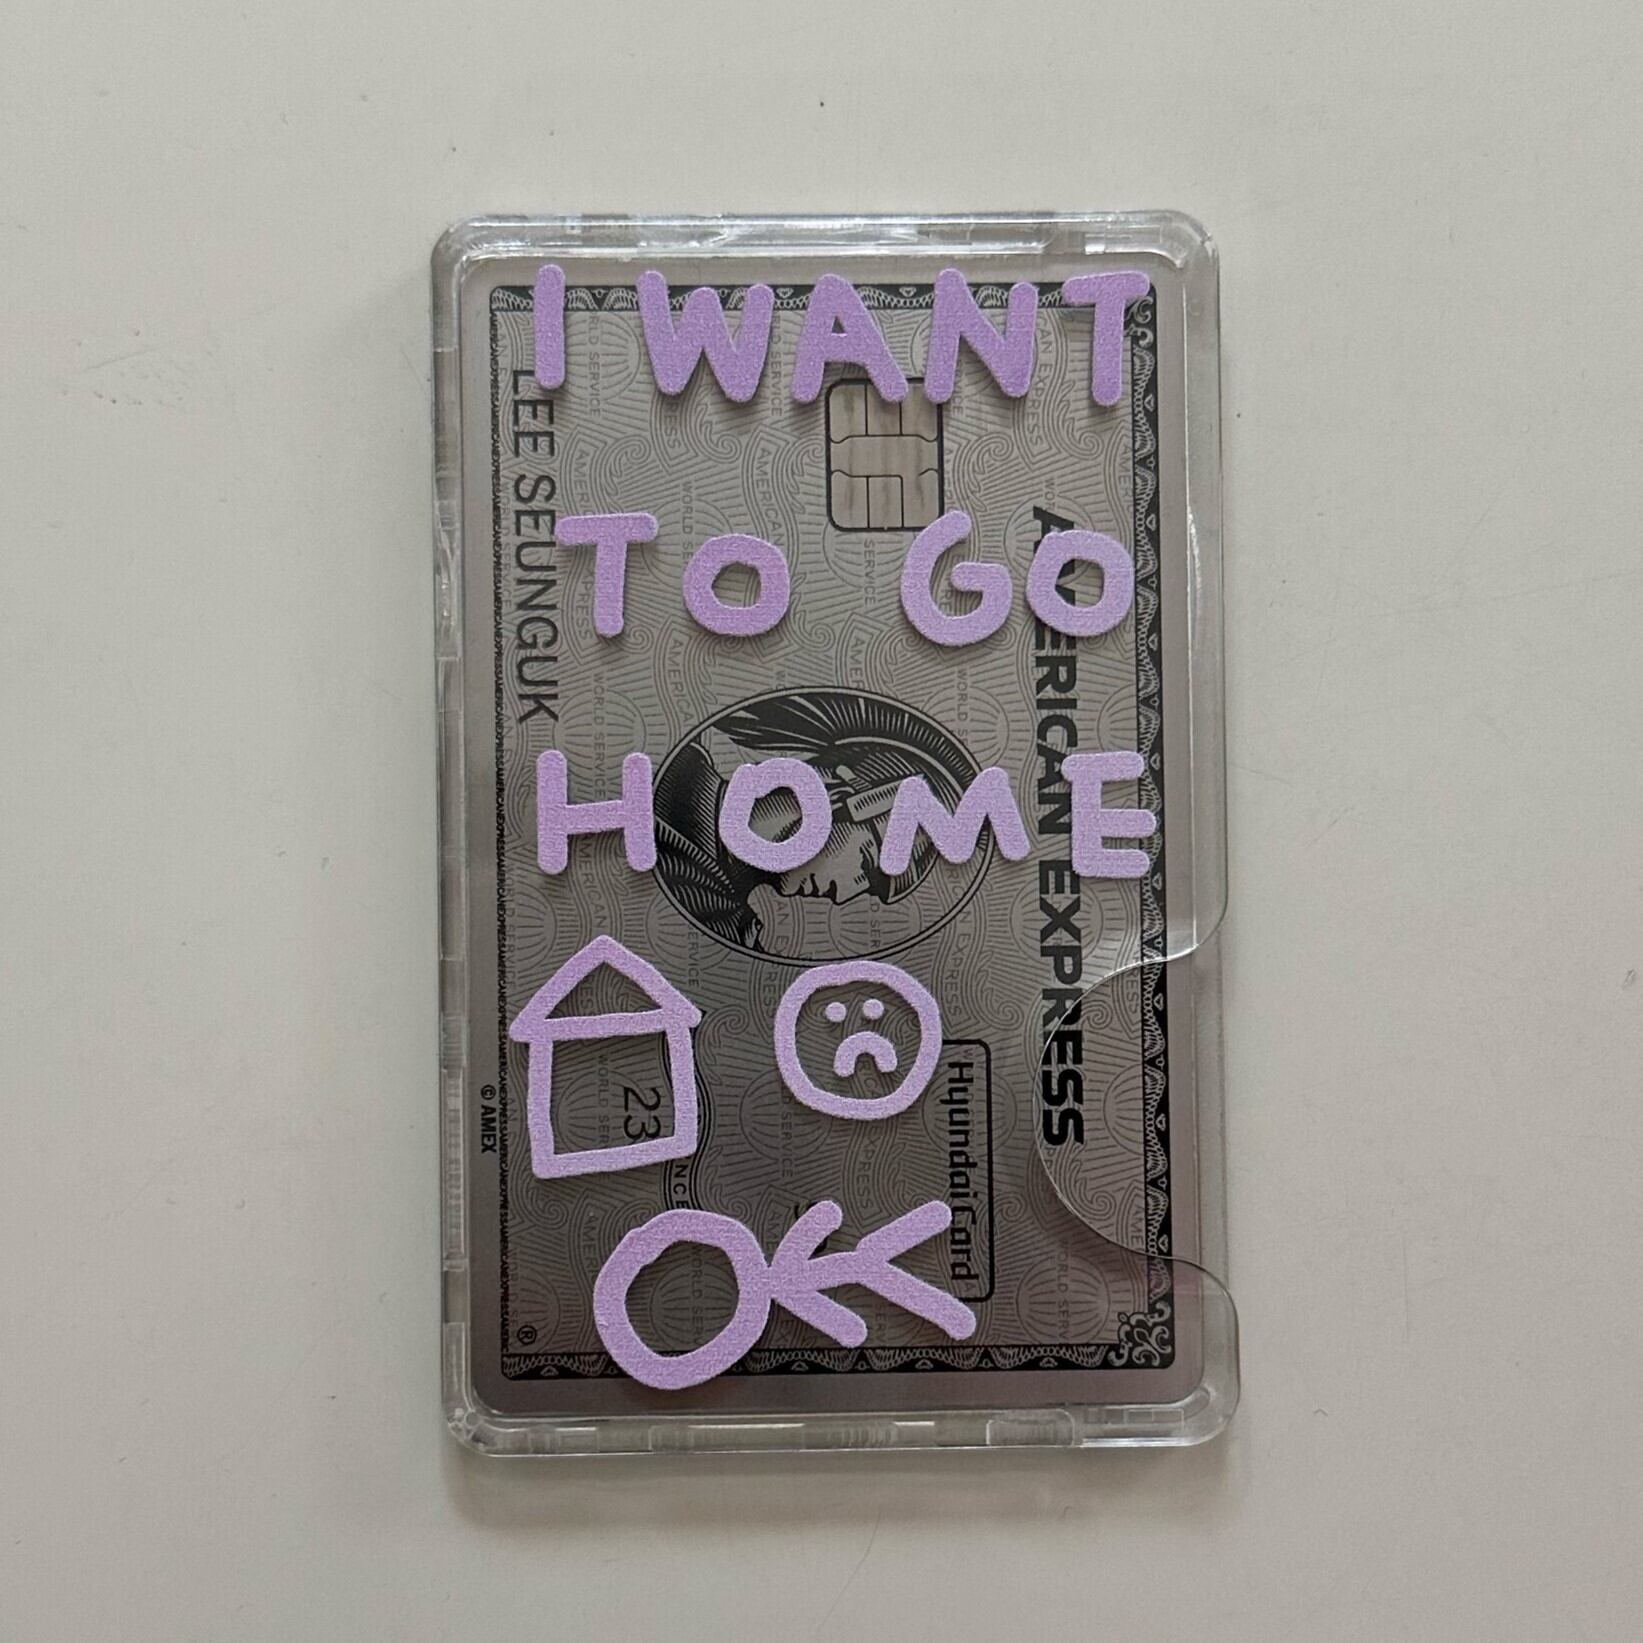 I WANT
TO GO
HOME
LEE SEUNGUK
AMERICAN EXPRESS
HyundaiCard
23
© AMEX
®